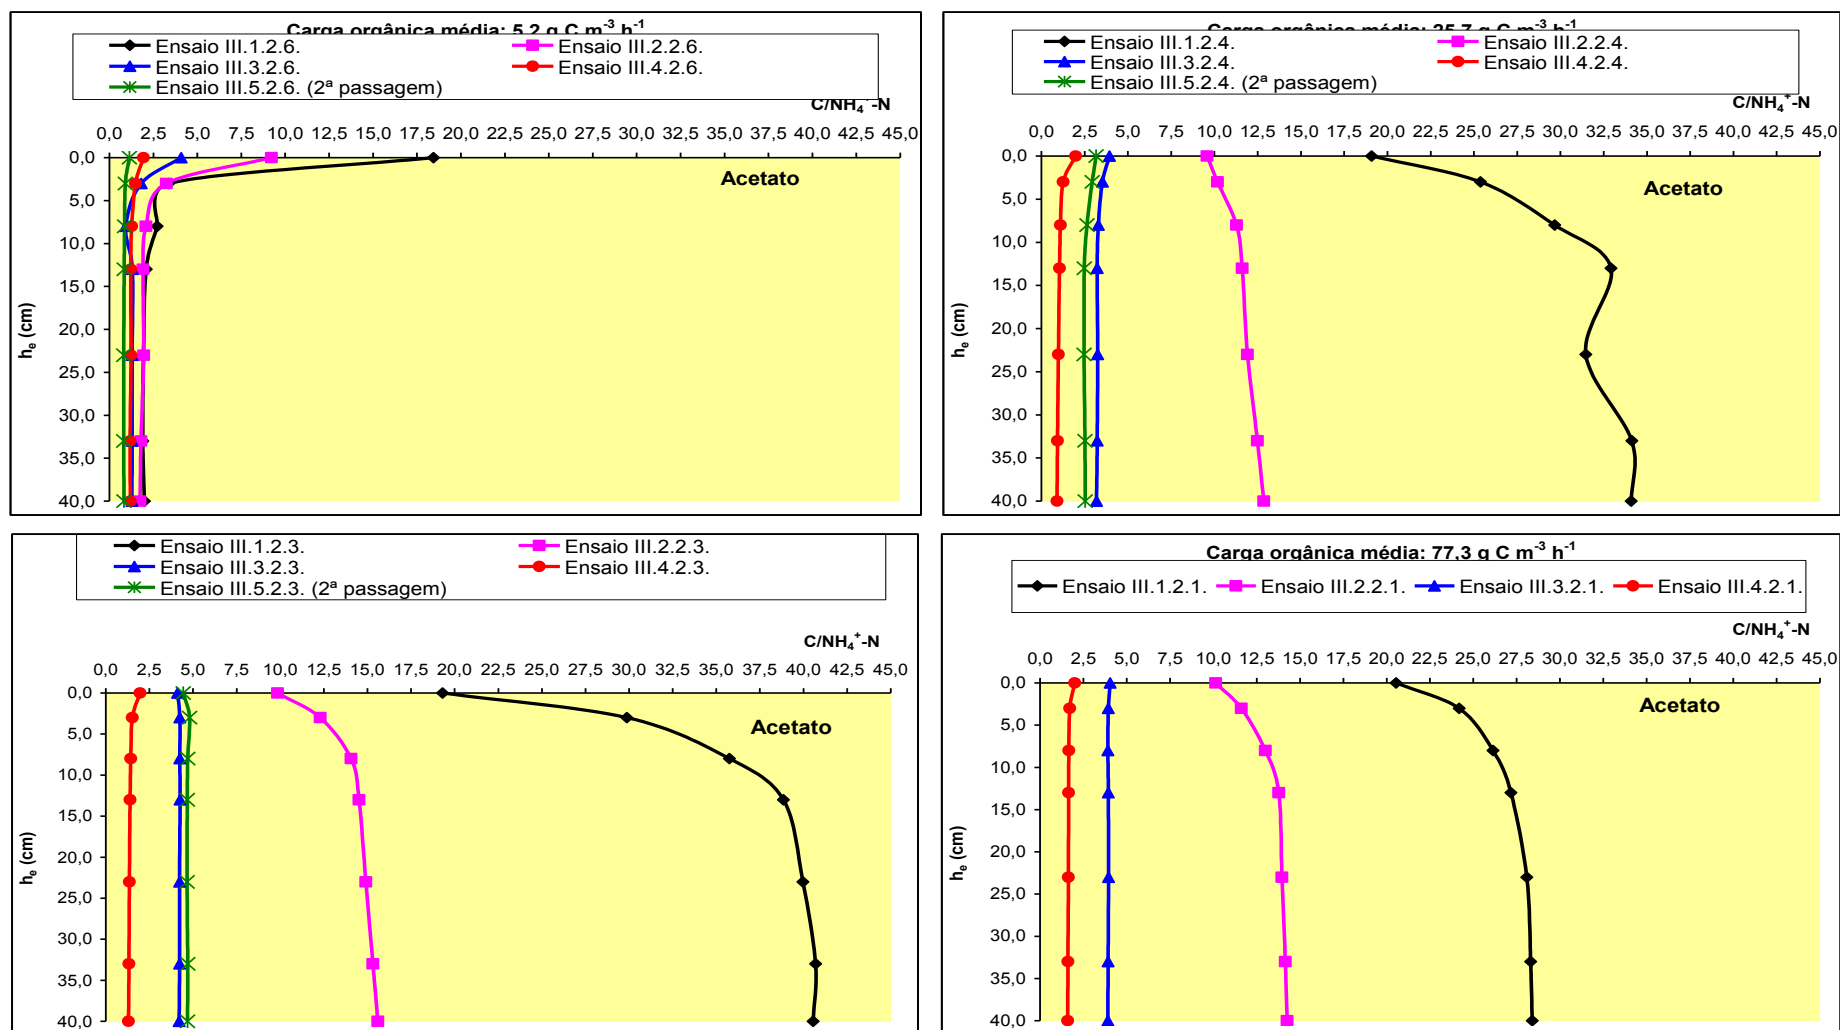 Carga orgânica média: 5,2 g C m-3 h-1
Ensaio III.1.2.6. Ensaio III.2.2.6.
Ensaio III.3.2.6. Ensaio III.4.2.6.
Ensaio III.5.2.6. (2ª passagem)
C/NH4+-N
0,0 2,5 5,0 7,5 10,0 12,5 15,0 17,5 20,0 22,5 25,0 27,5 30,0 32,5 35,0 37,5 40,0 42,5 45,0
0,0
Acetato
5,0
10,0
15,0
20,0
25,0
30,0
35,0
40,0
he (cm)
Carga orgânica média: 25,7 g C m-3 h-1
Ensaio III.1.2.4. Ensaio III.2.2.4.
Ensaio III.3.2.4. Ensaio III.4.2.4.
Ensaio III.5.2.4. (2ª passagem)
C/NH4+-N
0,0 2,5 5,0 7,5 10,0 12,5 15,0 17,5 20,0 22,5 25,0 27,5 30,0 32,5 35,0 37,5 40,0 42,5 45,0
0,0
Acetato
5,0
10,0
15,0
20,0
25,0
30,0
35,0
40,0
he (cm)
Ensaio III.1.2.3. Ensaio III.2.2.3.
Ensaio III.3.2.3. Ensaio III.4.2.3.
Ensaio III.5.2.3. (2ª passagem)
C/NH4+-N
0,0 2,5 5,0 7,5 10,0 12,5 15,0 17,5 20,0 22,5 25,0 27,5 30,0 32,5 35,0 37,5 40,0 42,5 45,0
0,0
Acetato
5,0
10,0
15,0
20,0
25,0
30,0
35,0
40,0
he (cm)
Carga orgânica média: 77,3 g C m-3 h-1
Ensaio III.1.2.1. Ensaio III.2.2.1. Ensaio III.3.2.1. Ensaio III.4.2.1.
C/NH4+-N
0,0 2,5 5,0 7,5 10,0 12,5 15,0 17,5 20,0 22,5 25,0 27,5 30,0 32,5 35,0 37,5 40,0 42,5 45,0
0,0
Acetato
5,0
10,0
15,0
20,0
25,0
30,0
35,0
40,0
he (cm)